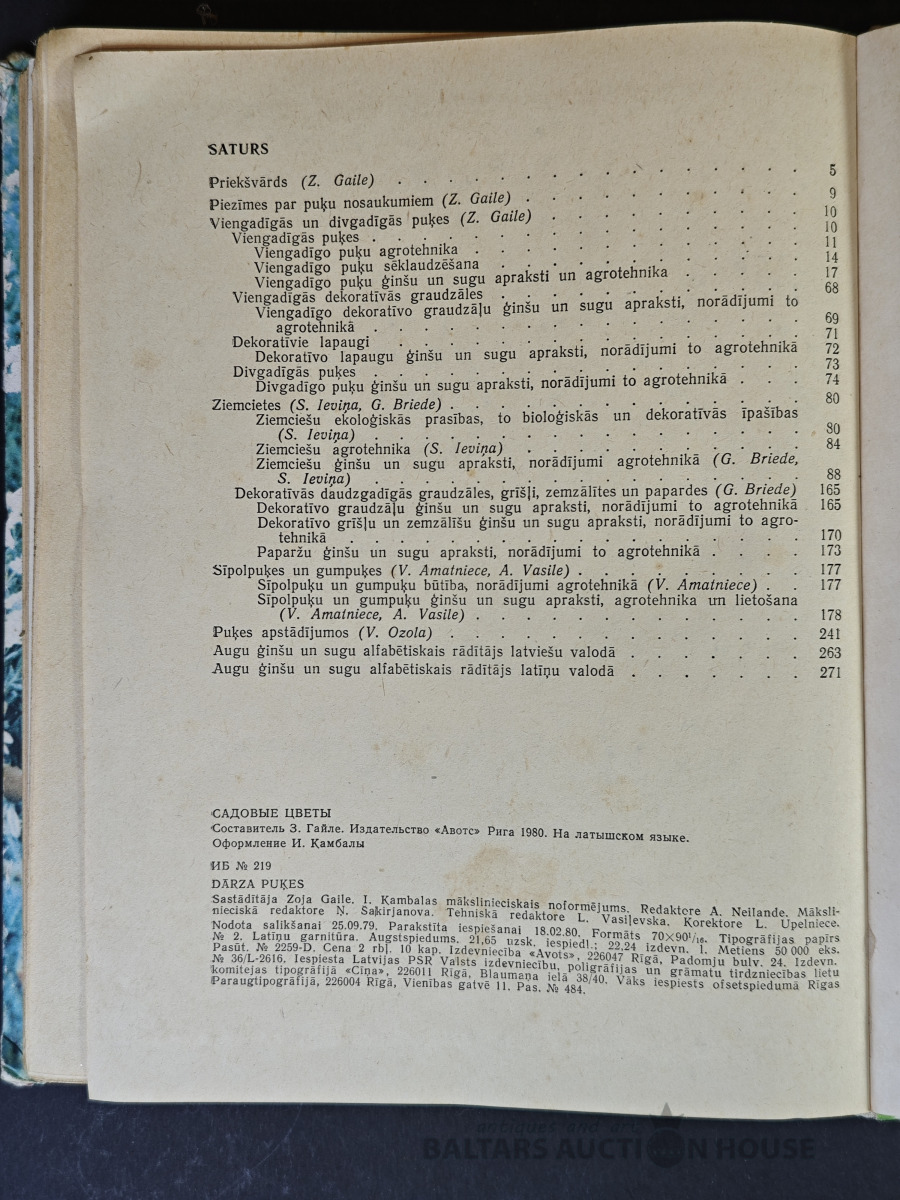 SATURS
Priekšvārds (Z. Gaile) . . . . . . . . . . . . . . . 5
Piezīmes par puķu nosaukumiem (Z. Gaile) . . . . . . . . . 9
Viengadīgās un divgadīgās puķes (Z. Gaile) . . . . . . . . 10
Viengadīgās puķes . . . . . . . . . . . . . . . 10
Viengadīgo puķu agrotehnika . . . . . . . . . . . 11
Viengadīgo puķu sēklaudzēšana . . . . . . . . . . 14
Viengadīgo puķu ģinšu un sugu apraksti un agrotehnika . . . . . 17
Viengadīgās dekoratīvās graudzāles . . . . . . . . . . 68
Viengadīgo dekoratīvo graudzāļu ģinšu un sugu apraksti, norādījumi to
agrotehnikā . . . . . . . . . . . . . . . 69
Dekoratīvie lapaugi . . . . . . . . . . . . . . 71
Dekoratīvo lapaugu ģinšu un sugu apraksti, norādījumi to agrotehnikā 72
Divgadīgās puķes . . . . . . . . . . . . . . . 73
Divgadīgo puķu ģinšu un sugu apraksti, norādījumi to agrotehnikā . . . 74
Ziemcietes (S. Ieviņa, G. Briede) . . . . . . . . . . . . 80
Ziemciešu ekoloģiskās prasības, to bioloģiskās un dekoratīvās īpašības
(S. Ieviņa) . . . . . . . . . . . . . . . 80
Ziemciešu agrotehnika (S. Ieviņa) . . . . . . . . . . 84
Ziemciešu ģinšu un sugu apraksti, norādījumi agrotehnikā (G. Briede,
S. Ieviņa) . . . . . . . . . . . . . . . 88
Dekoratīvās daudzgadīgās graudzāles, grīšļi, zemzālītes un papardes (G. Briede) 165
Dekoratīvo graudzāļu ģinšu un sugu apraksti, norādījumi to agrotehnikā 165
Dekoratīvo grīšļu un zemzālīšu ģinšu un sugu apraksti, norādījumi to agro-
tehnikā . . . . . . . . . . . . . . . 170
Paparžu ģinšu un sugu apraksti, norādījumi to agrotehnikā . . . . 173
Sīpolpuķes un gumpuķes (V. Amatniece, A. Vasile) . . . . . . . . 177
Sīpolpuķu un gumpuķu būtība, norādījumi agrotehnikā (V. Amatniece) . . 177
Sīpolpuķu un gumpuķu ģinšu un sugu apraksti, agrotehnika un lietošana
(V. Amatniece, A. Vasile) . . . . . . . . . . . . 178
Puķes apstādījumos (V. Ozola) . . . . . . . . . . . . . 241
Augu ģinšu un sugu alfabētiskais rādītājs latviešu valodā . . . . . . . 263
Augu ģinšu un sugu alfabētiskais rādītājs latīņu valodā . . . . . . . 271
САДОВЫЕ ЦВЕТЫ
Составитель З. Гайле. Издательство «Авотс» Рига 1980. На латышском языке.
Оформление И. Камбалы
ИБ № 219
DĀRZA PUĶES
Sastādītāja Zoja Gaile. I. Kambalas mākslinieciskais noformējums. Redaktore A. Neilande. Māksli-
nieciskā redaktore Ņ. Šakirjanova. Tehniskā redaktore L. Vasiļevska. Korektore L. Upelniece.
Nodota salikšanai 25.09.79. Parakstīta iespiešanai 18.02.80. Formāts 70×90¹/₁₆. Tipogrāfijas papīrs
№ 2. Latīņu garnitūra. Augstspiedums. 21,65 uzsk. iespiedl.; 22,24 izdevn. l. Metiens 50 000 eks.
Pasūt. № 2259-D. Cena 2 rbļ. 10 kap. Izdevniecība «Avots», 226047 Rīgā, Padomju bulv. 24. Izdevn.
№ 36/L-2616. Iespiesta Latvijas PSR Valsts izdevniecību, poligrāfijas un grāmatu tirdzniecības lietu
komitejas tipogrāfijā «Cīņa», 226011 Rīgā, Blaumaņa ielā 38/40. Vāks iespiests ofsetspiedumā Rīgas
Paraugtipogrāfijā, 226004 Rīgā, Vienības gatvē 11. Pas. № 484.
BALTARS AUCTION HOUSE